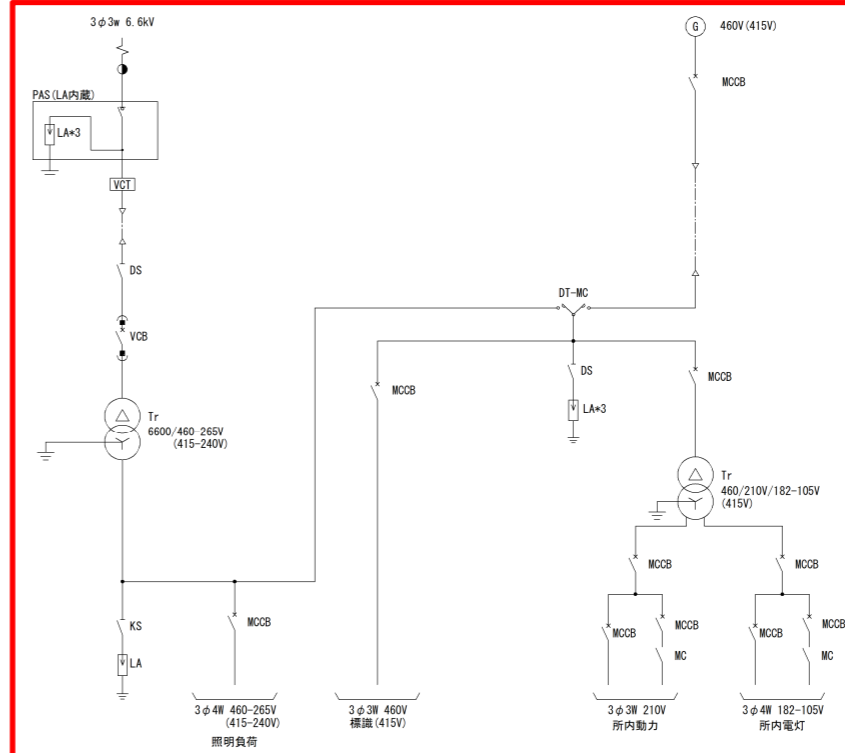 3φ3w 6.6kV
G
460V(415V)
MCCB
PAS(LA内蔵)
LA*3
VCT
DS
DT-MC
VCB
DS
MCCB
MCCB
LA*3
Tr
6600/460-265V
(415-240V)
Tr
460/210V/182-105V
(415V)
MCCB
MCCB
KS
MCCB
MCCB
MCCB
MCCB
MCCB
LA
MC
MC
3φ4W 460-265V
(415-240V)
照明負荷
3φ3W 460V
標識(415V)
3φ3W 210V
所内動力
3φ4W 182-105V
所内電灯